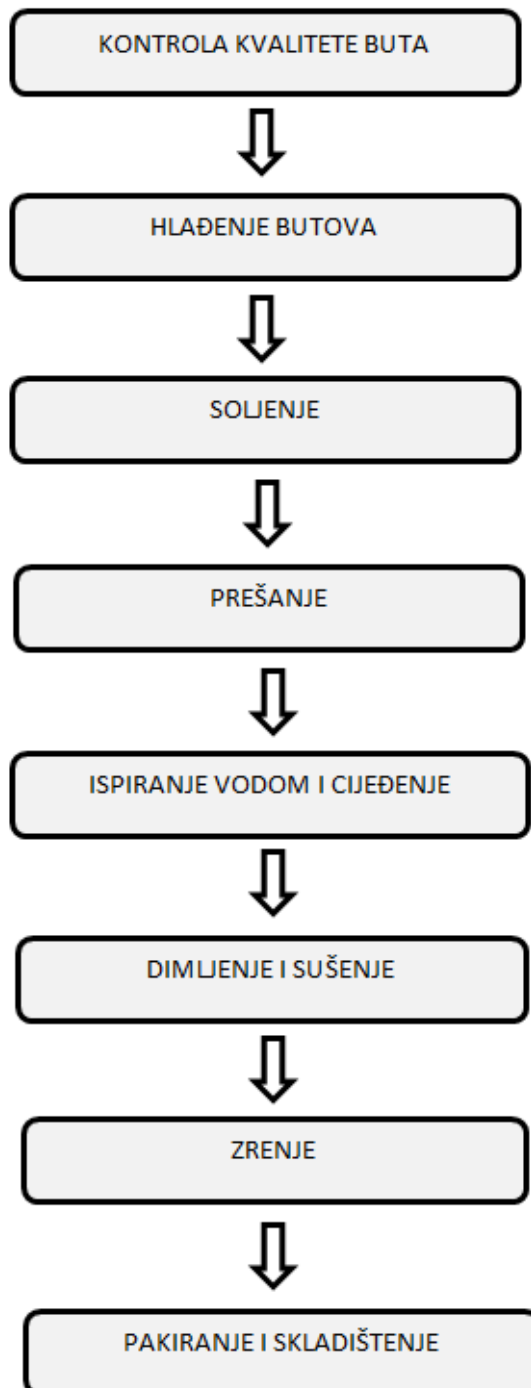 KONTROLA KVALITETE BUTA
HLAĐENJE BUTOVA
SOLJENJE
PREŠANJE
ISPIRANJE VODOM I CIJEĐENJE
DIMLJENJE I SUŠENJE
ZRENJE
PAKIRANJE I SKLADIŠTENJE